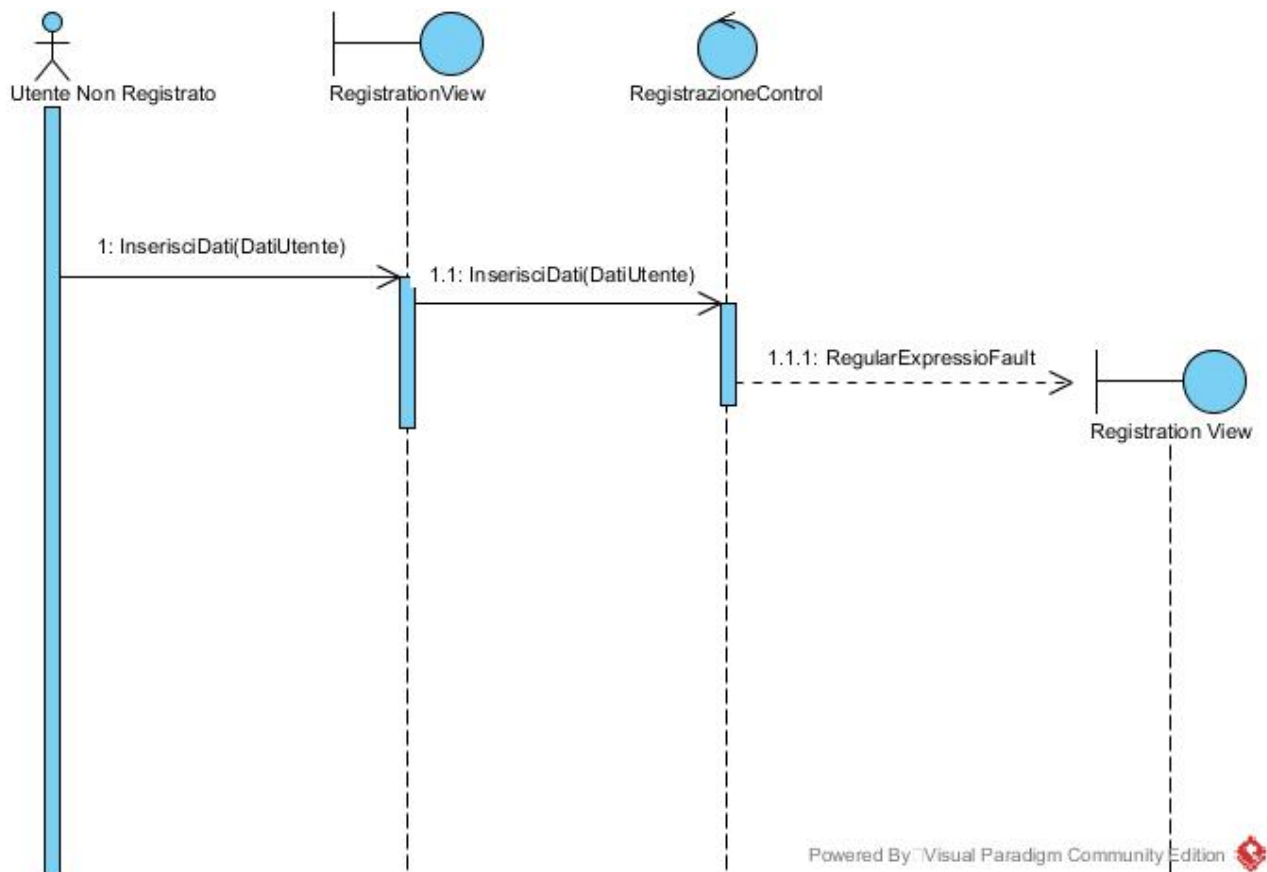 Utente Non Registrato
RegistrationView
RegistrazioneControl
1: InserisciDati(DatiUtente)
1.1: InserisciDati(DatiUtente)
1.1.1: RegularExpressioFault
Registration View
Powered By Visual Paradigm Community Edition